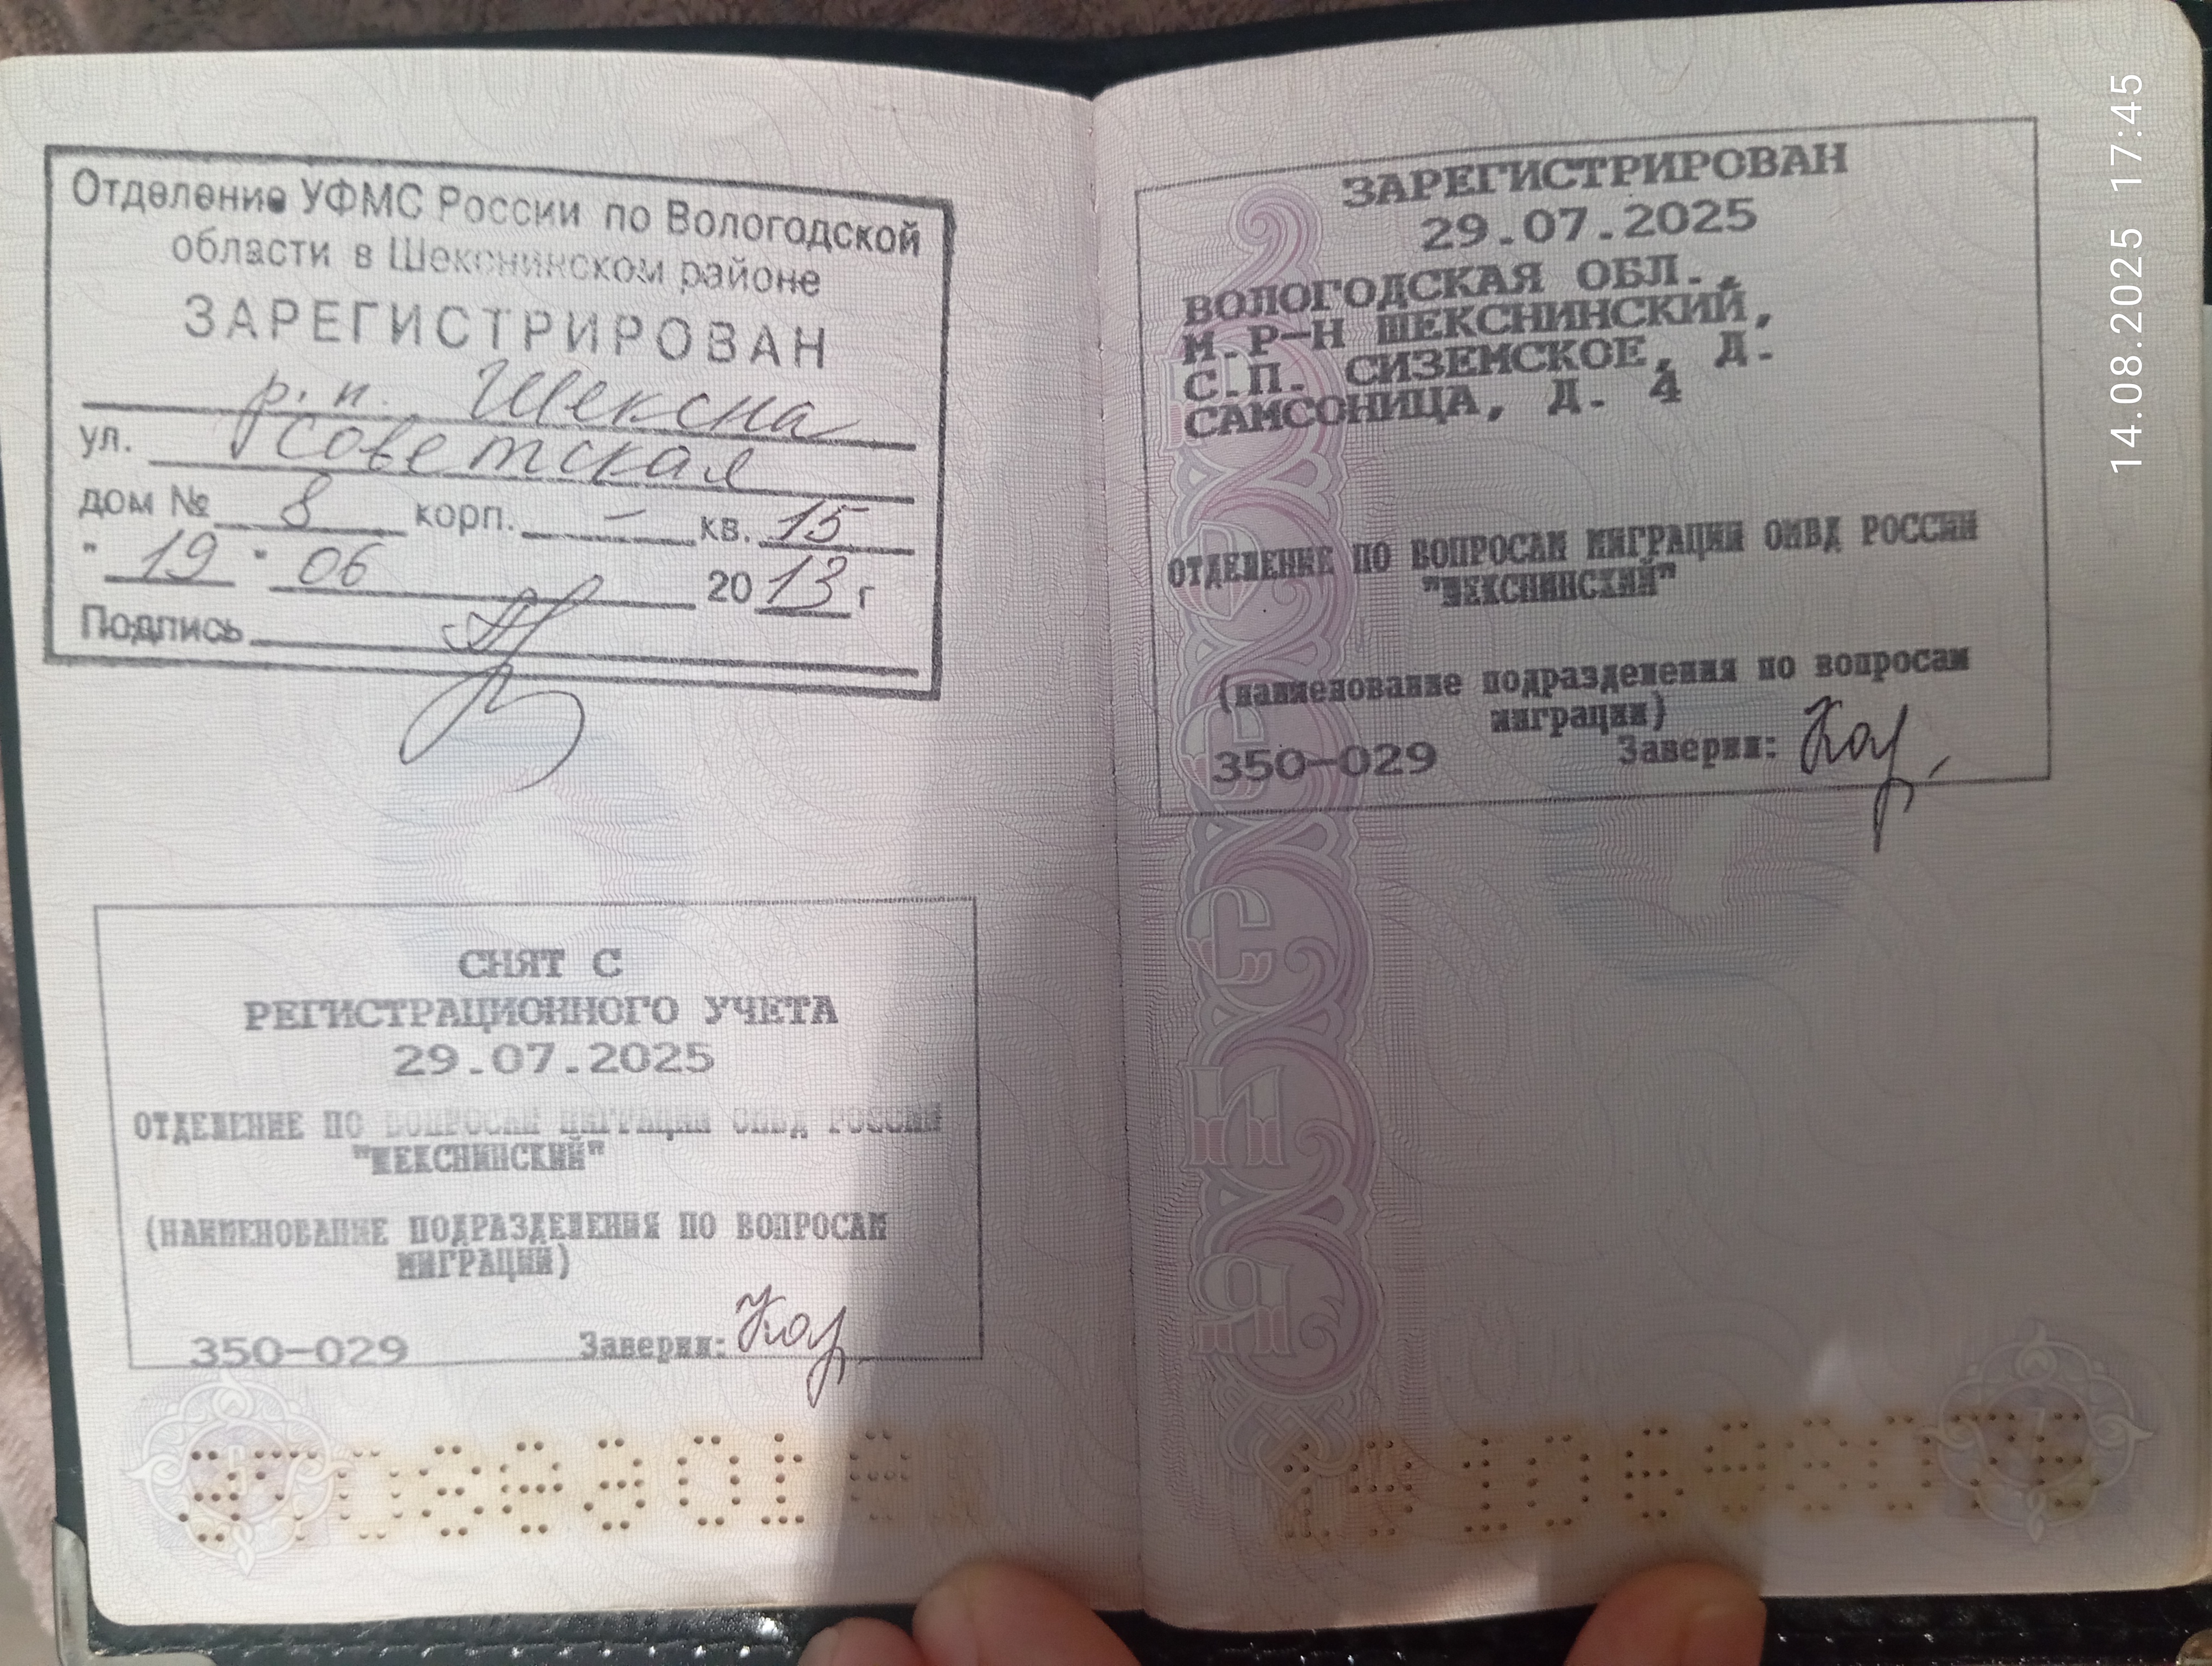 Отделение УФМС России по Вологодской
области в Шекснинском районе
ЗАРЕГИСТРИРОВАН
р.п. Шексна
ул. Советская
дом № 8 корп. – кв. 15
" 19 " 06 2013 г
Подпись
СНЯТ С
РЕГИСТРАЦИОННОГО УЧЕТА
29.07.2025
ОТДЕЛЕНИЕ ПО ВОПРОСАМ МИГРАЦИИ ОМВД РОССИИ
"ШЕКСНИНСКИЙ"
(НАИМЕНОВАНИЕ ПОДРАЗДЕЛЕНИЯ ПО ВОПРОСАМ
МИГРАЦИИ)
350-029 Заверил:
ЗАРЕГИСТРИРОВАН
29.07.2025
ВОЛОГОДСКАЯ ОБЛ.,
М.Р-Н ШЕКСНИНСКИЙ,
С.П. СИЗЕМСКОЕ, Д.
САМСОНИЦА, Д. 4
ОТДЕЛЕНИЕ ПО ВОПРОСАМ МИГРАЦИИ ОМВД РОССИИ
"ШЕКСНИНСКИЙ"
(наименование подразделения по вопросам
миграции)
350-029 Заверил:
РОССИЯ
14.08.2025 17:45